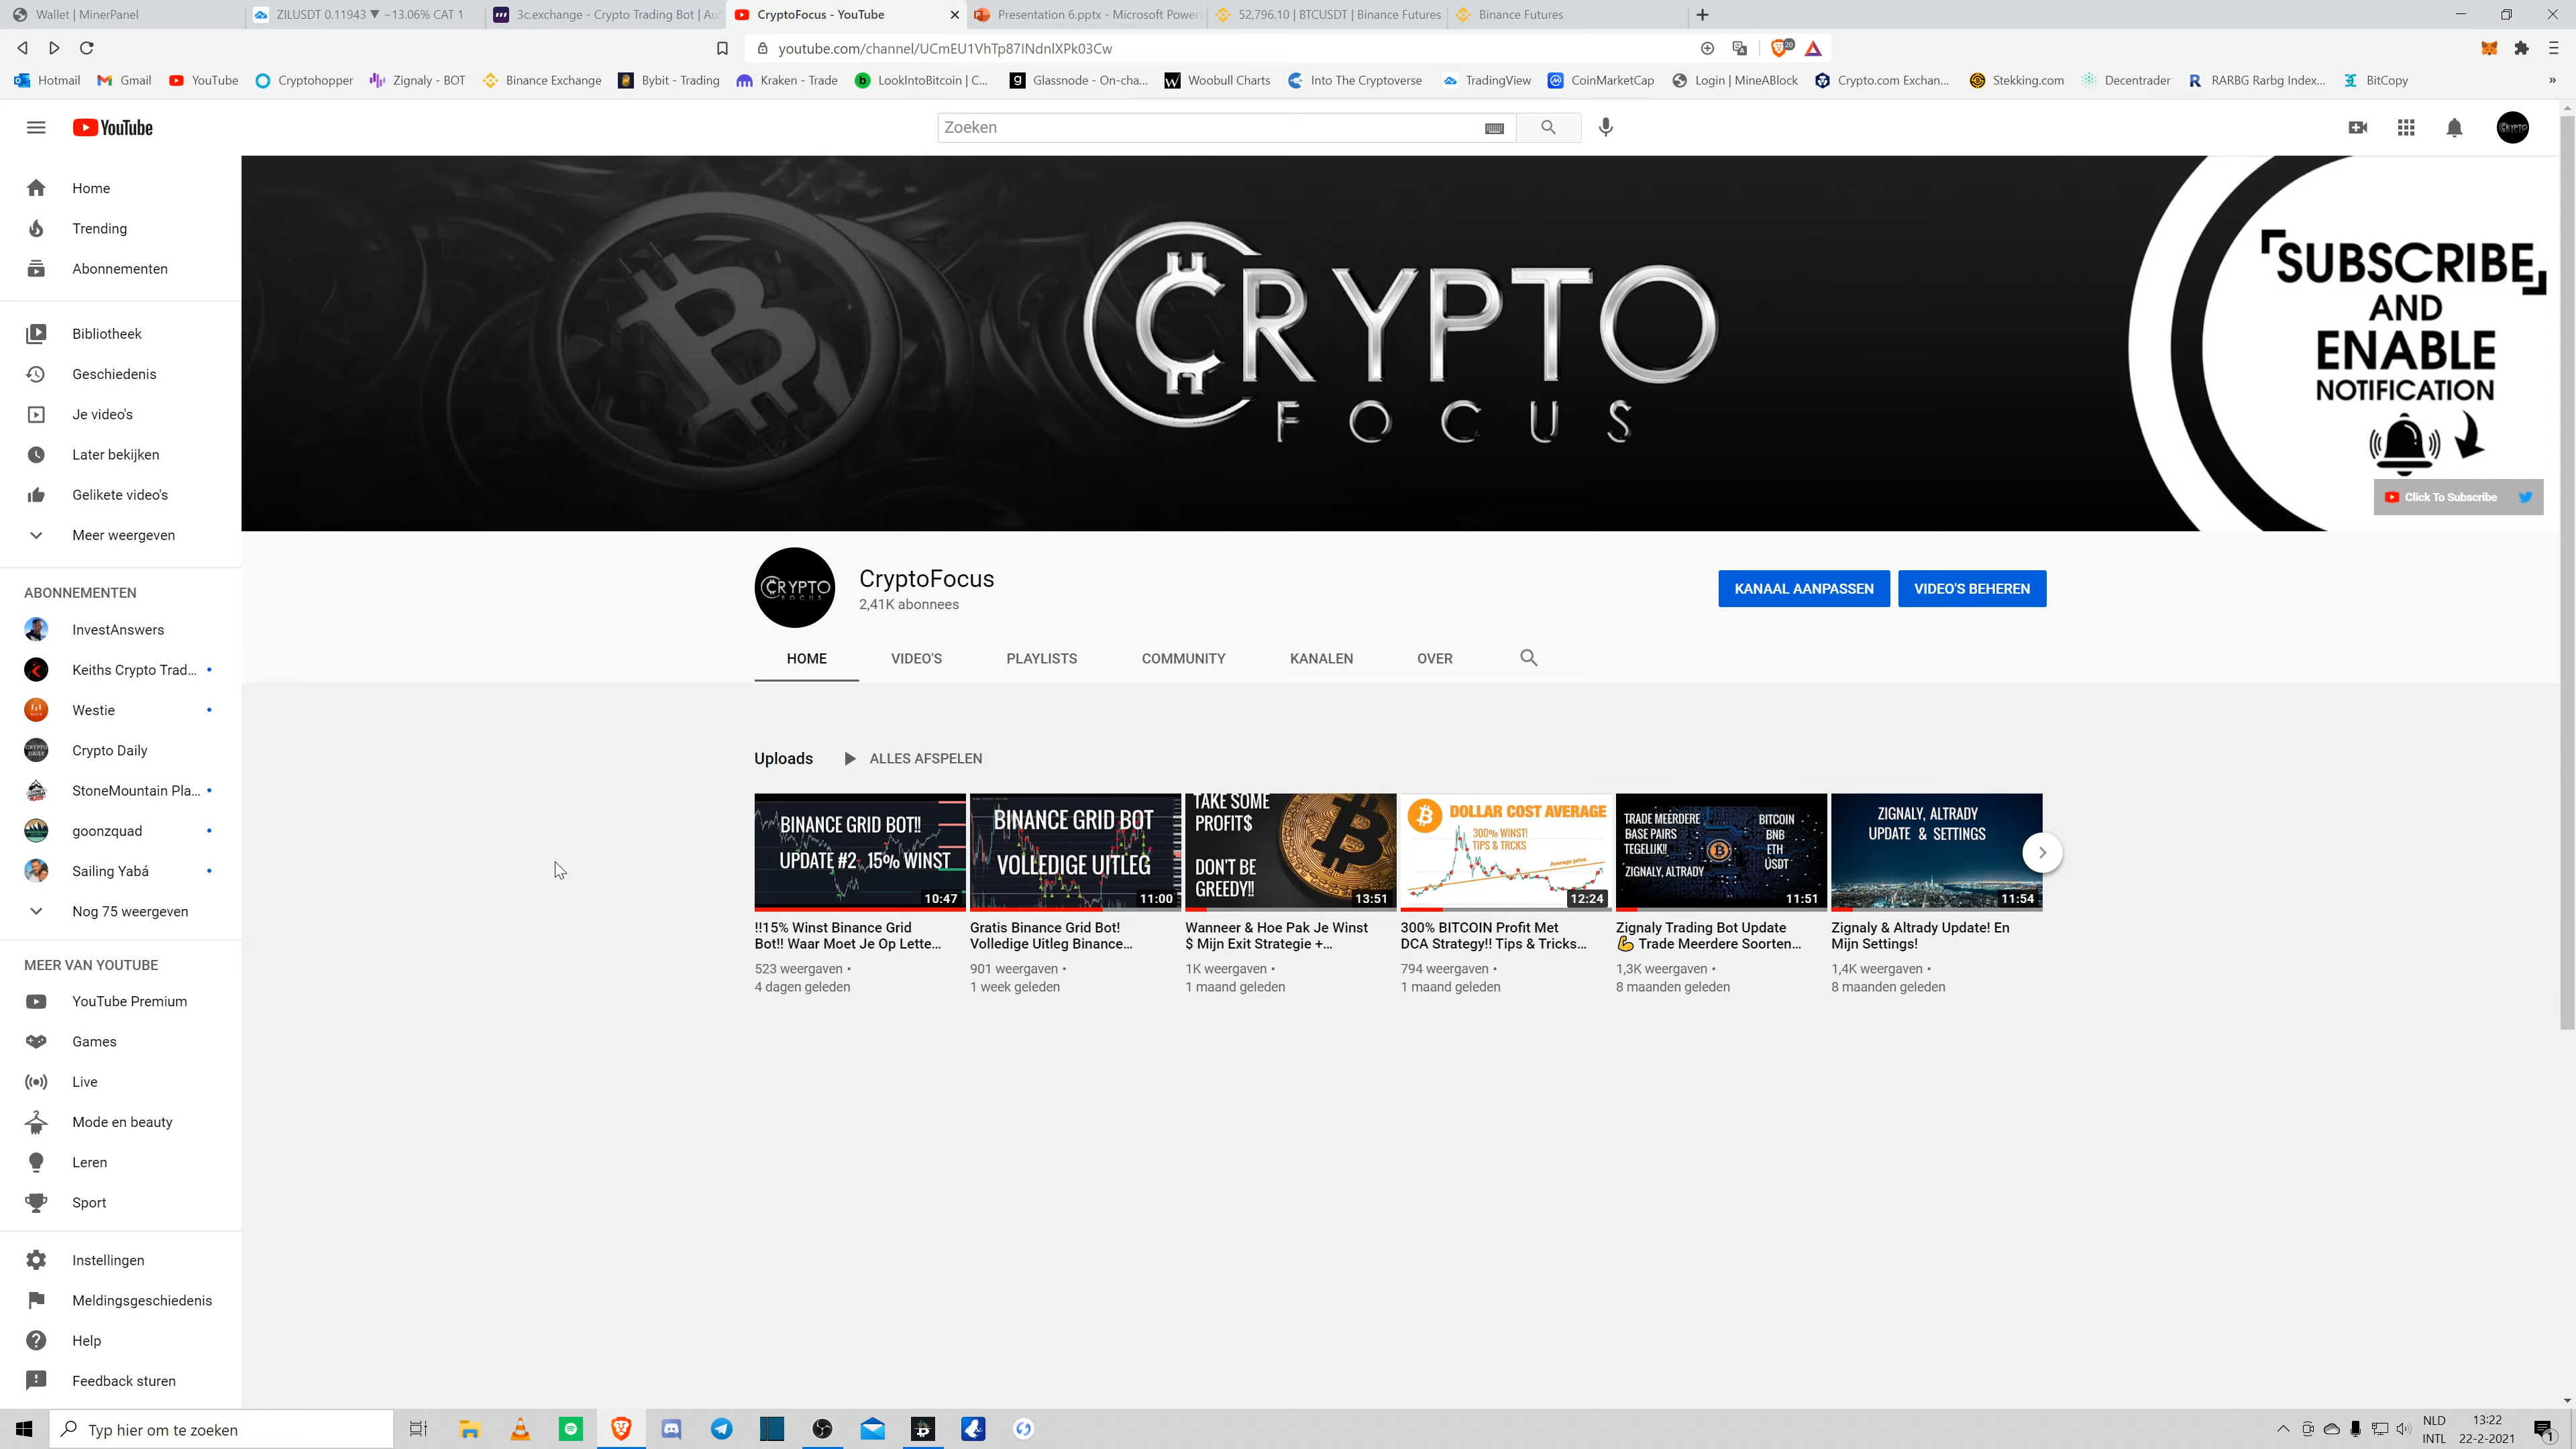 Wallet | MinerPanel
ZILUSDT 0.11943 ▼ −13.06% CAT 1
3c.exchange - Crypto Trading Bot | Au
CryptoFocus - YouTube
Presentation 6.pptx - Microsoft Power
52,796.10 | BTCUSDT | Binance Futures
Binance Futures
youtube.com/channel/UCmEU1VhTp87INdnlXPk03Cw
20
Hotmail
Gmail
YouTube
Cryptohopper
Zignaly - BOT
Binance Exchange
Bybit - Trading
Kraken - Trade
LookIntoBitcoin | C...
Glassnode - On-cha...
Woobull Charts
Into The Cryptoverse
TradingView
CoinMarketCap
Login | MineABlock
Crypto.com Exchan...
Stekking.com
Decentrader
RARBG Rarbg Index...
BitCopy
»
YouTube
Zoeken
Home
Trending
Abonnementen
Bibliotheek
Geschiedenis
Je video's
Later bekijken
Gelikete video's
Meer weergeven
ABONNEMENTEN
InvestAnswers
Keiths Crypto Trad...
Westie
Crypto Daily
StoneMountain Pla...
goonzquad
Sailing Yabá
Nog 75 weergeven
MEER VAN YOUTUBE
YouTube Premium
Games
Live
Mode en beauty
Leren
Sport
Instellingen
Meldingsgeschiedenis
Help
Feedback sturen
CRYPTO
FOCUS
SUBSCRIBE
AND
ENABLE
NOTIFICATION
Click To Subscribe
CRYPTO
FOCUS
CryptoFocus
2,41K abonnees
KANAAL AANPASSEN
VIDEO'S BEHEREN
HOME
VIDEO'S
PLAYLISTS
COMMUNITY
KANALEN
OVER
Uploads
ALLES AFSPELEN
BINANCE GRID BOT!!
UPDATE #2 15% WINST
10:47
!!15% Winst Binance Grid
Bot!! Waar Moet Je Op Lette...
523 weergaven •
4 dagen geleden
BINANCE GRID BOT
VOLLEDIGE UITLEG
11:00
Gratis Binance Grid Bot!
Volledige Uitleg Binance...
901 weergaven •
1 week geleden
TAKE SOME
PROFIT$
DON'T BE
GREEDY!!
13:51
Wanneer & Hoe Pak Je Winst
$ Mijn Exit Strategie +...
1K weergaven •
1 maand geleden
DOLLAR COST AVERAGE
300% WINST!
TIPS & TRCKS
Average price
12:24
300% BITCOIN Profit Met
DCA Strategy!! Tips & Tricks...
794 weergaven •
1 maand geleden
TRADE MEERDERE
BASE PAIRS
TEGELIJK!!
ZIGNALY, ALTRADY
BITCOIN
BNB
ETH
USDT
11:51
Zignaly Trading Bot Update
💪 Trade Meerdere Soorten...
1,3K weergaven •
8 maanden geleden
ZIGNALY, ALTRADY
UPDATE & SETTINGS
11:54
Zignaly & Altrady Update! En
Mijn Settings!
1,4K weergaven •
8 maanden geleden
Typ hier om te zoeken
NLD
INTL
13:22
22-2-2021
1